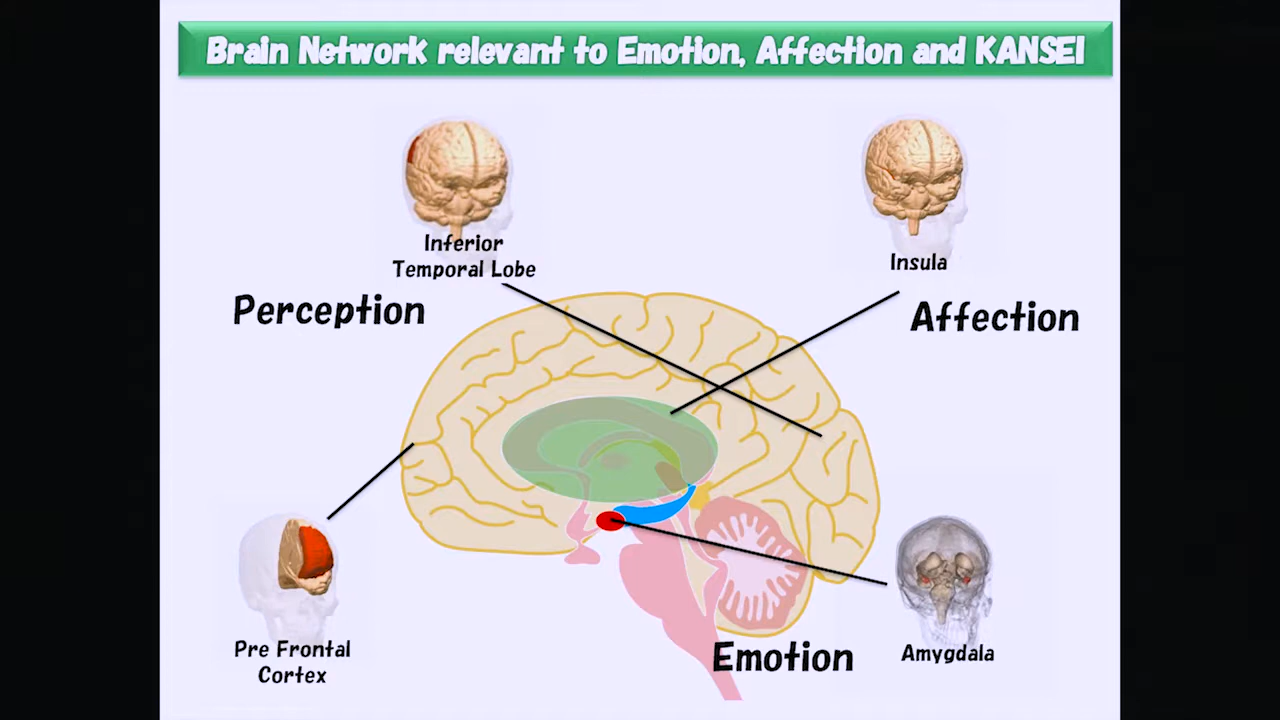 Brain Network relevant to Emotion, Affection and KANSEI
Inferior
Temporal Lobe
Insula
Perception
Affection
Pre Frontal
Cortex
Emotion
Amygdala